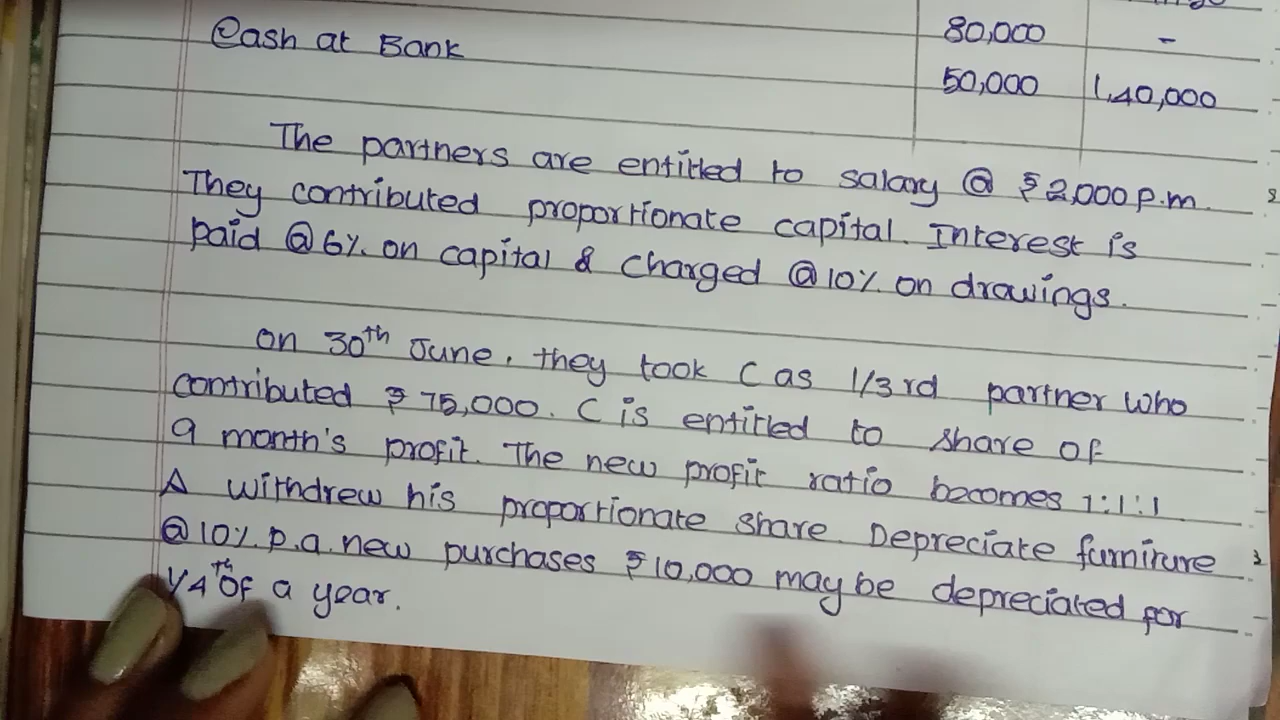 80,000 -
Cash at Bank 50,000 1,40,000
The partners are entitled to salary @ ₹2,000 p.m.
They contributed proportionate capital. Interest is
paid @ 6% on capital & charged @ 10% on drawings.
on 30th June, they took C as 1/3rd partner who
contributed ₹ 75,000. C is entitled to share of
9 month's profit. The new profit ratio becomes 1:1:1
A withdrew his proportionate share. Depreciate furniture
@ 10% p.a. new purchases ₹10,000 may be depreciated for
1/4th of a year.